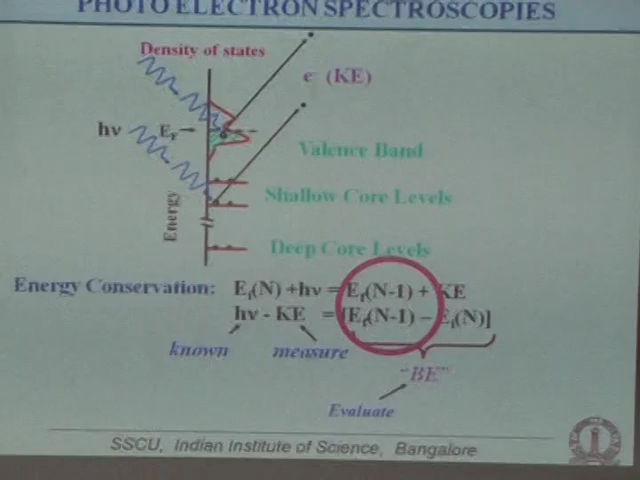 PHOTO ELECTRON SPECTROSCOPIES
Density of states
e⁻ (KE)
hν
E_F
Valence Band
Energy
Shallow Core Levels
Deep Core Levels
Energy Conservation: E_i(N) +hν = E_f(N-1) + KE
hν - KE = [E_f(N-1) – E_i(N)]
known measure
"BE"
Evaluate
SSCU, Indian Institute of Science, Bangalore